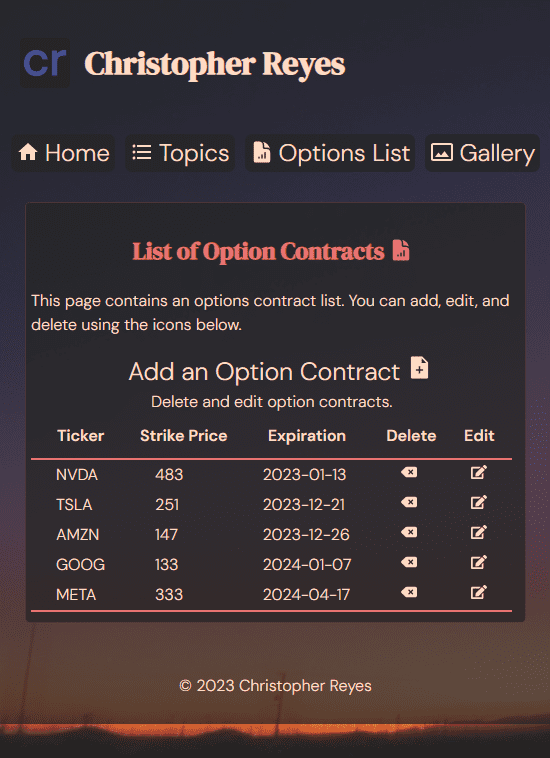 cr Christopher Reyes
Home Topics Options List Gallery
List of Option Contracts
This page contains an options contract list. You can add, edit, and
delete using the icons below.
Add an Option Contract
Delete and edit option contracts.
Ticker Strike Price Expiration Delete Edit
NVDA 483 2023-01-13
TSLA 251 2023-12-21
AMZN 147 2023-12-26
GOOG 133 2024-01-07
META 333 2024-04-17
© 2023 Christopher Reyes